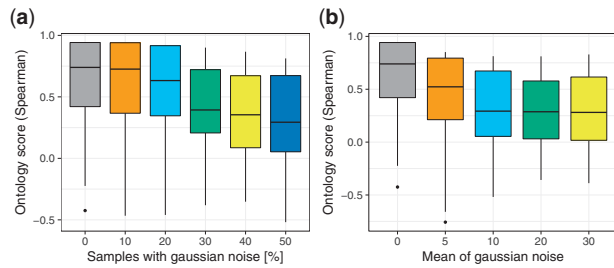 (a)
Ontology score (Spearman)
1.0
0.5
0.0
−0.5
0 10 20 30 40 50
Samples with gaussian noise [%]
(b)
Ontology score (Spearman)
1.0
0.5
0.0
−0.5
0 5 10 20 30
Mean of gaussian noise